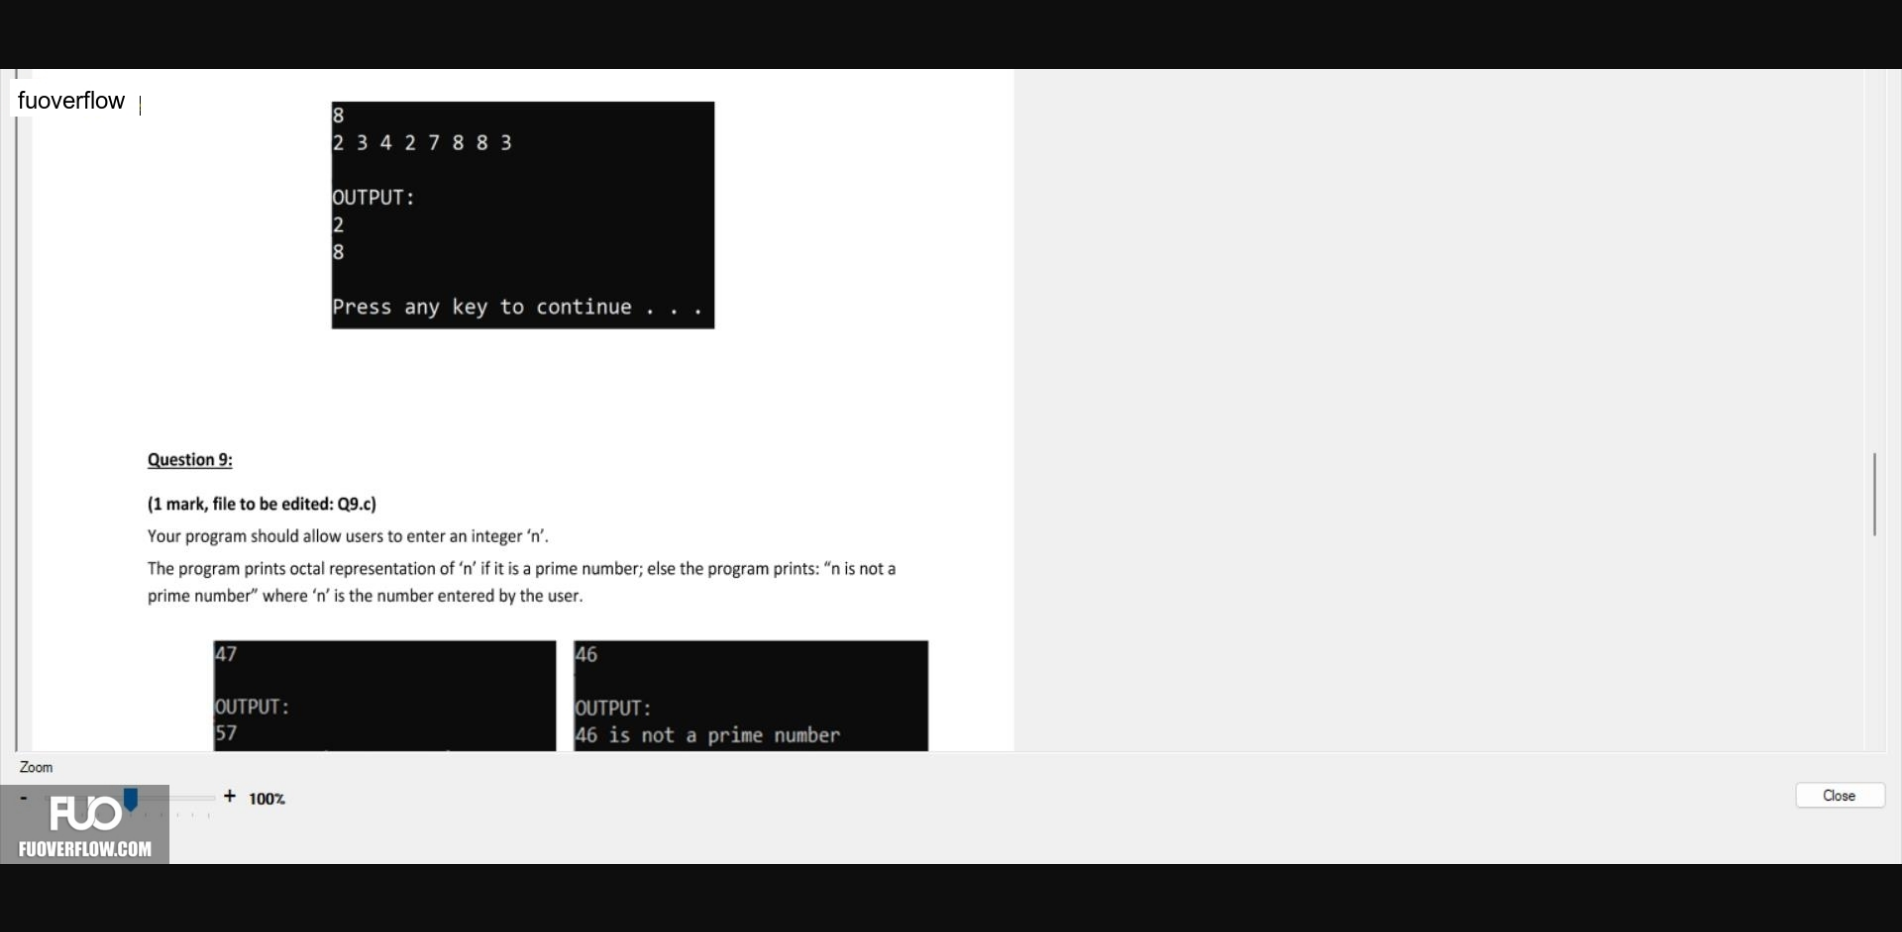 fuoverflow
8
2 3 4 2 7 8 8 3
OUTPUT:
2
8
Press any key to continue . . .
Question 9:
(1 mark, file to be edited: Q9.c)
Your program should allow users to enter an integer ‘n’.
The program prints octal representation of ‘n’ if it is a prime number; else the program prints: “n is not a
prime number” where ‘n’ is the number entered by the user.
47
OUTPUT:
57
46
OUTPUT:
46 is not a prime number
Zoom
- + 100%
Close
FUO
FUOVERFLOW.COM